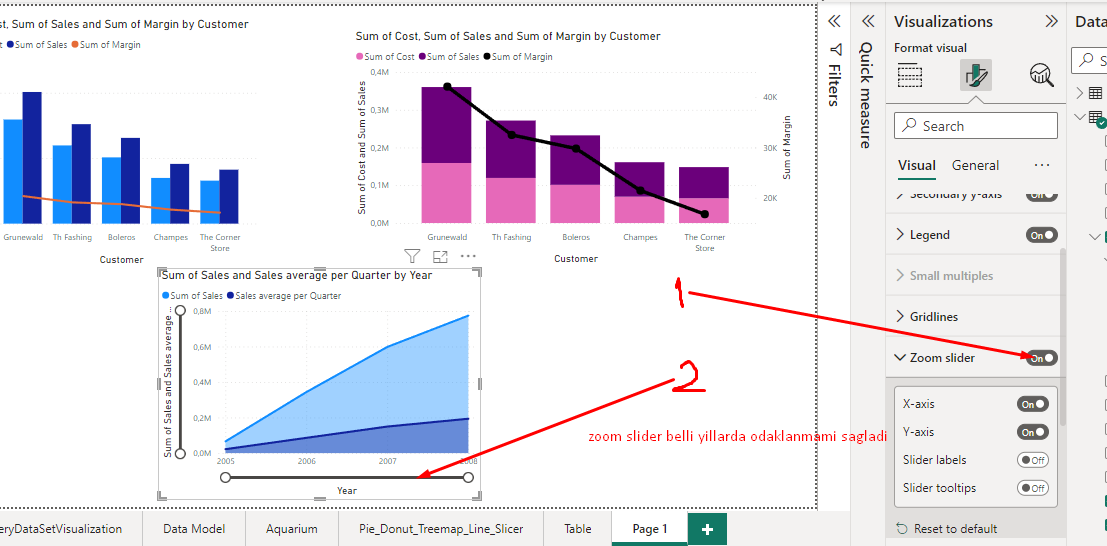 st, Sum of Sales and Sum of Margin by Customer
t Sum of Sales Sum of Margin
Grunewald Th Fashing Boleros Champes The Corner
Store
Customer
Sum of Cost, Sum of Sales and Sum of Margin by Customer
Sum of Cost Sum of Sales Sum of Margin
Sum of Cost and Sum of Sales
0,4M
0,3M
0,2M
0,1M
0,0M
40K
30K
20K
Sum of Margin
Grunewald Th Fashing Boleros Champes The Corner
Store
Customer
Sum of Sales and Sales average per Quarter by Year
Sum of Sales Sales average per Quarter
Sum of Sales and Sales average ...
0,8M
0,6M
0,4M
0,2M
0,0M
2005 2006 2007 2008
Year
1
2
zoom slider belli yillarda odaklanmami sagladi
Filters
Quick measure
Visualizations
Format visual
Search
Visual General ...
Secondary y-axis On
Legend On
Small multiples
Gridlines
Zoom slider On
X-axis On
Y-axis On
Slider labels Off
Slider tooltips Off
Reset to default
Data
S
eryDataSetVisualization Data Model Aquarium Pie_Donut_Treemap_Line_Slicer Table Page 1 +